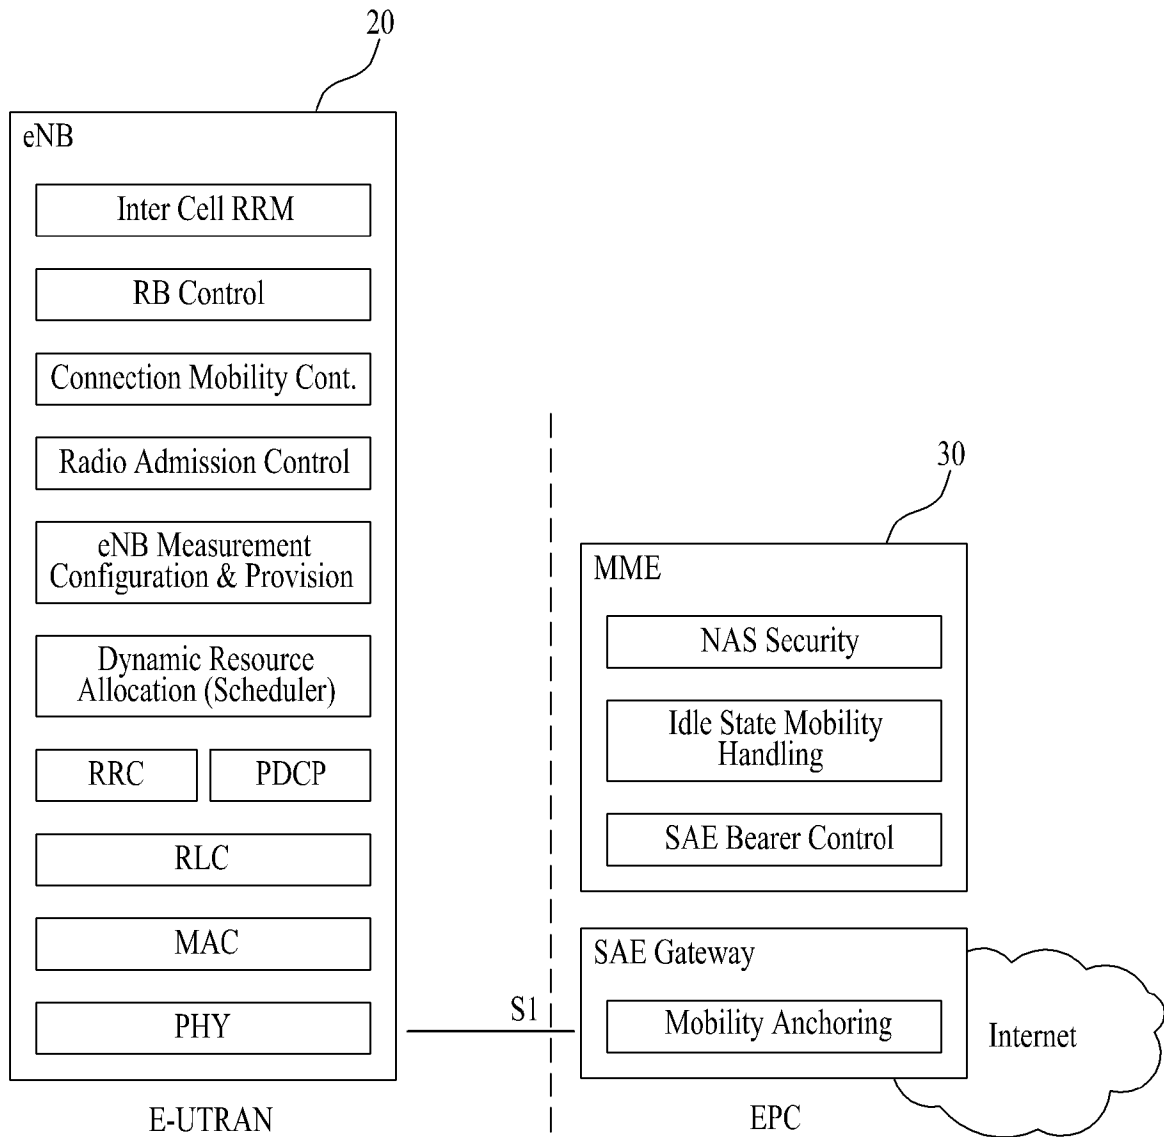 20
eNB
Inter Cell RRM
RB Control
Connection Mobility Cont.
Radio Admission Control
eNB Measurement
Configuration & Provision
Dynamic Resource
Allocation (Scheduler)
RRC
PDCP
RLC
MAC
PHY
E-UTRAN
S1
30
MME
NAS Security
Idle State Mobility
Handling
SAE Bearer Control
SAE Gateway
Mobility Anchoring
Internet
EPC